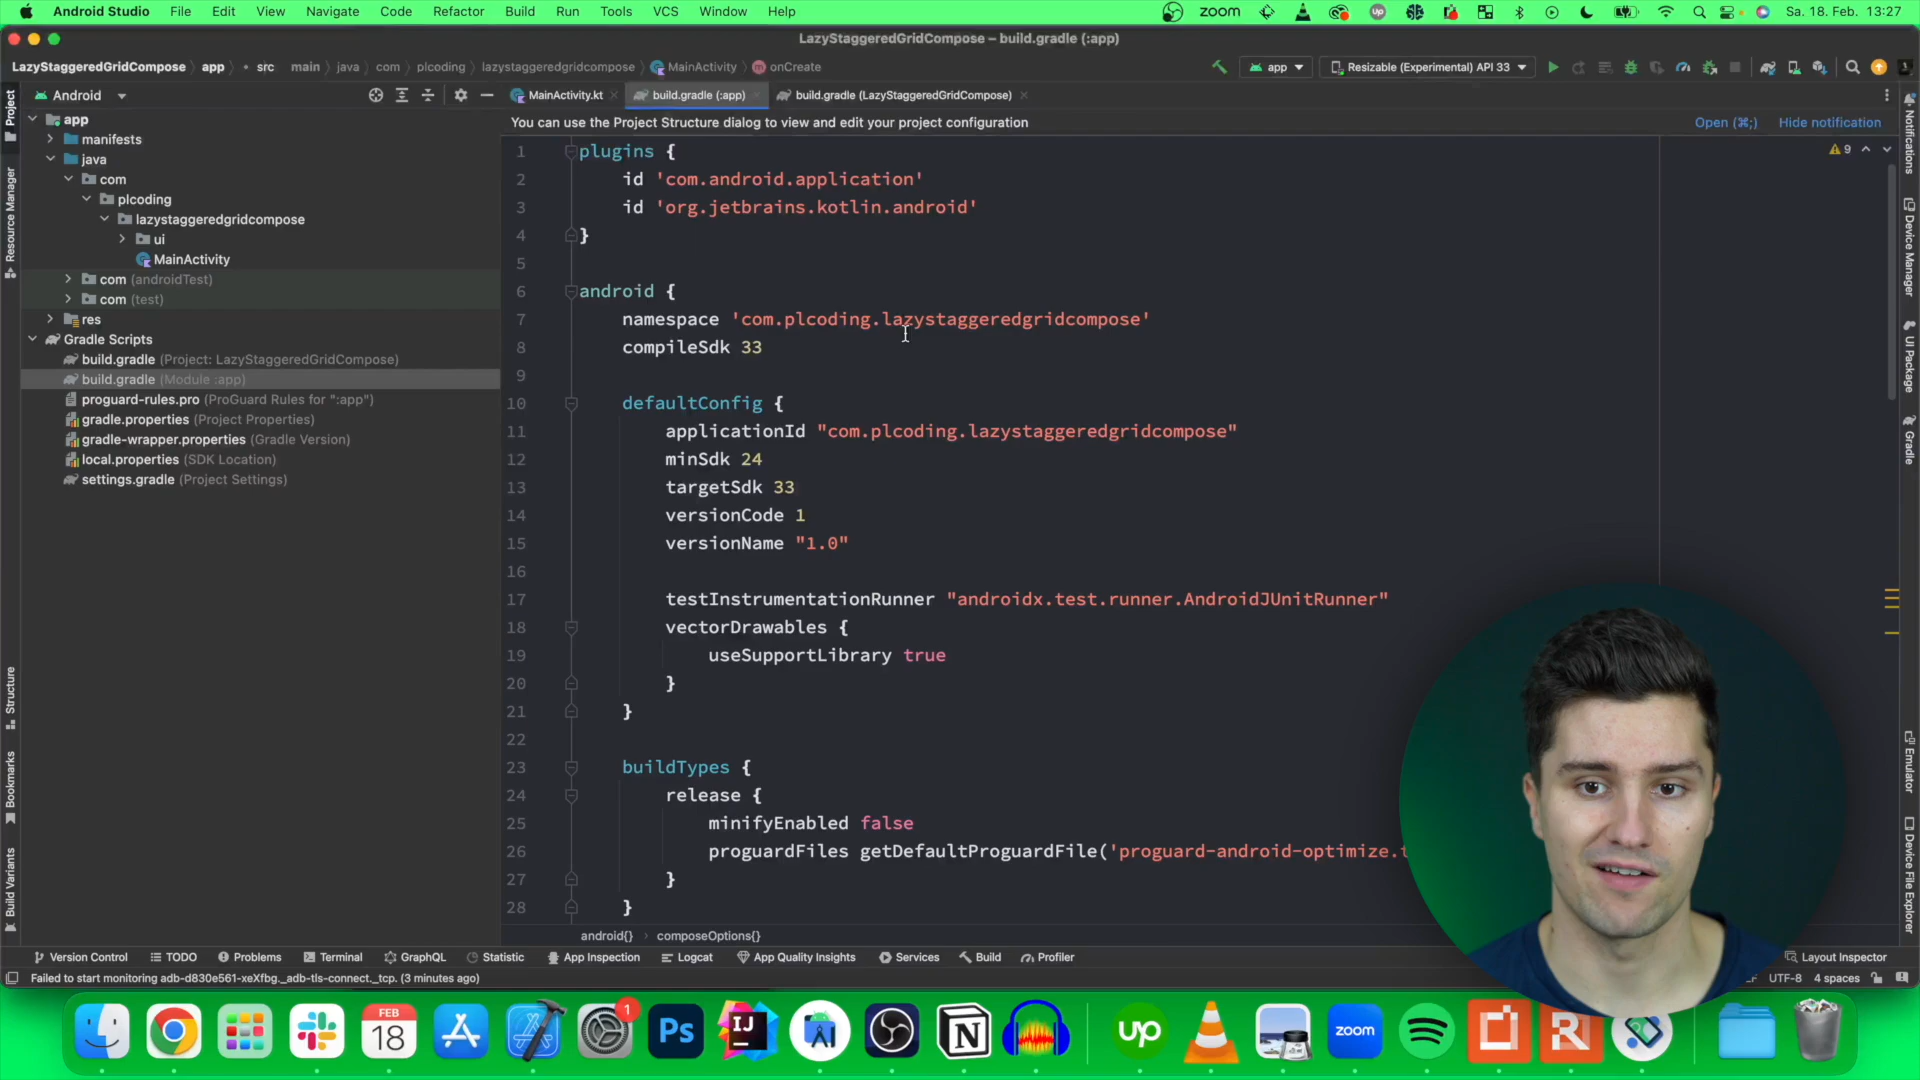 Android Studio File Edit View Navigate Code Refactor Build Run Tools VCS Window Help zoom Sa. 18. Feb. 13:27
LazyStaggeredGridCompose – build.gradle (:app)
LazyStaggeredGridCompose app src main java com plcoding lazystaggeredgridcompose MainActivity onCreate app Resizable (Experimental) API 33
Android MainActivity.kt build.gradle (:app) build.gradle (LazyStaggeredGridCompose)
You can use the Project Structure dialog to view and edit your project configuration Open (⌘;) Hide notification
app
manifests
java
com
plcoding
lazystaggeredgridcompose
ui
MainActivity
com (androidTest)
com (test)
res
Gradle Scripts
build.gradle (Project: LazyStaggeredGridCompose)
build.gradle (Module :app)
proguard-rules.pro (ProGuard Rules for ":app")
gradle.properties (Project Properties)
gradle-wrapper.properties (Gradle Version)
local.properties (SDK Location)
settings.gradle (Project Settings)
1 plugins {
2 id 'com.android.application'
3 id 'org.jetbrains.kotlin.android'
4 }
5
6 android {
7 namespace 'com.plcoding.lazystaggeredgridcompose'
8 compileSdk 33
9
10 defaultConfig {
11 applicationId "com.plcoding.lazystaggeredgridcompose"
12 minSdk 24
13 targetSdk 33
14 versionCode 1
15 versionName "1.0"
16
17 testInstrumentationRunner "androidx.test.runner.AndroidJUnitRunner"
18 vectorDrawables {
19 useSupportLibrary true
20 }
21 }
22
23 buildTypes {
24 release {
25 minifyEnabled false
26 proguardFiles getDefaultProguardFile('proguard-android-optimize.
27 }
28 }
9
Project
Resource Manager
Structure
Bookmarks
Build Variants
Notifications
Device Manager
UI Package
Gradle
Emulator
Device File Explorer
android{} composeOptions{}
Version Control TODO Problems Terminal GraphQL Statistic App Inspection Logcat App Quality Insights Services Build Profiler Layout Inspector
Failed to start monitoring adb-d830e561-xeXfbg._adb-tls-connect._tcp. (3 minutes ago) UTF-8 4 spaces
FEB
18
1
Ps
IJ
N
up
zoom
R